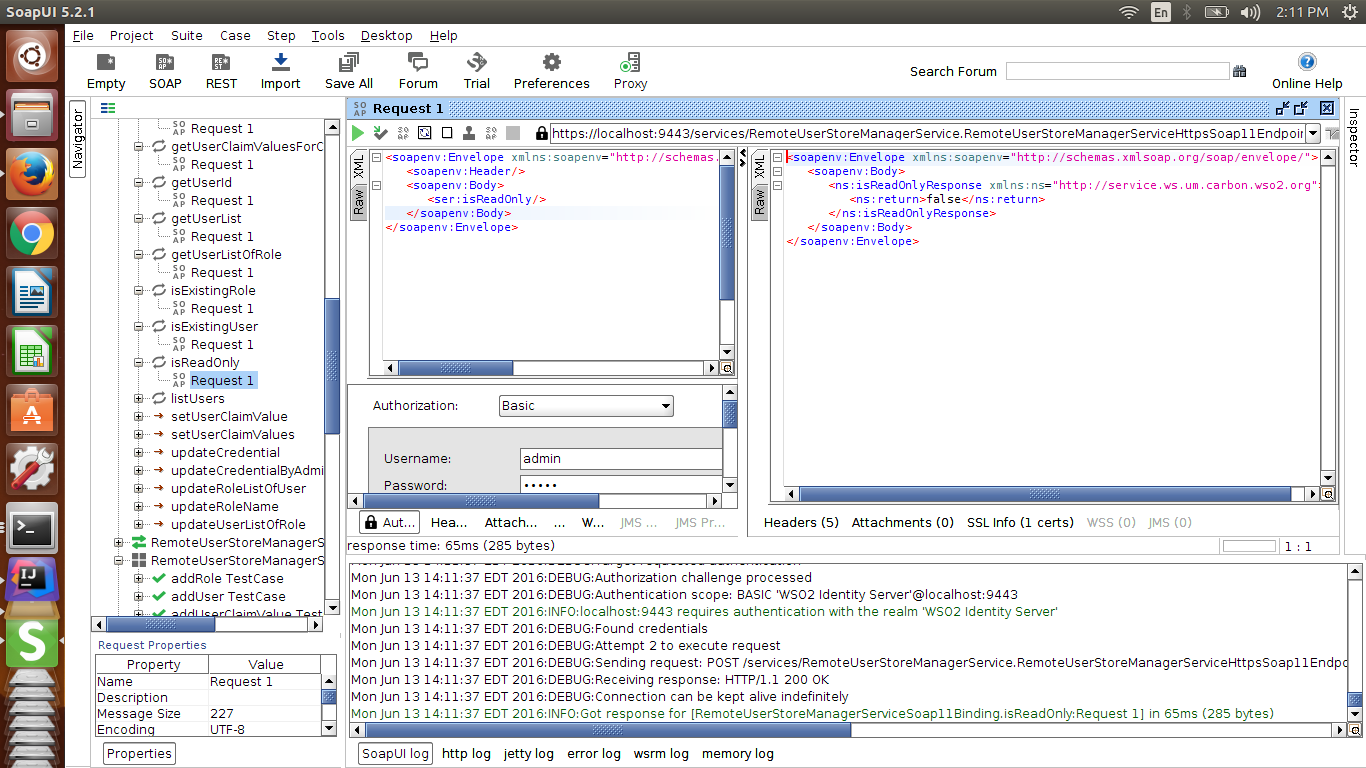 SoapUI 5.2.1
En
2:11 PM
File Project Suite Case Step Tools Desktop Help
Empty SOAP REST Import Save All Forum Trial Preferences Proxy
Search Forum
Online Help
Navigator
Request 1
getUserClaimValuesForC
Request 1
getUserId
Request 1
getUserList
Request 1
getUserListOfRole
Request 1
isExistingRole
Request 1
isExistingUser
Request 1
isReadOnly
Request 1
listUsers
setUserClaimValue
setUserClaimValues
updateCredential
updateCredentialByAdmi
updateRoleListOfUser
updateRoleName
updateUserListOfRole
RemoteUserStoreManagerS
RemoteUserStoreManagerS
addRole TestCase
addUser TestCase
addUserClaimValue Test
Request Properties
Property Value
Name Request 1
Description
Message Size 227
Encoding UTF-8
Properties
Request 1
https://localhost:9443/services/RemoteUserStoreManagerService.RemoteUserStoreManagerServiceHttpsSoap11Endpoin
XML
Raw
<soapenv:Envelope xmlns:soapenv="http://schemas.
<soapenv:Header/>
<soapenv:Body>
<ser:isReadOnly/>
</soapenv:Body>
</soapenv:Envelope>
Authorization: Basic
Username: admin
Password: •••••
Aut... Hea... Attach... ... W... JMS ... JMS Pr...
XML
Raw
<soapenv:Envelope xmlns:soapenv="http://schemas.xmlsoap.org/soap/envelope/">
<soapenv:Body>
<ns:isReadOnlyResponse xmlns:ns="http://service.ws.um.carbon.wso2.org">
<ns:return>false</ns:return>
</ns:isReadOnlyResponse>
</soapenv:Body>
</soapenv:Envelope>
Headers (5) Attachments (0) SSL Info (1 certs) WSS (0) JMS (0)
Inspector
response time: 65ms (285 bytes)
1 : 1
Mon Jun 13 14:11:37 EDT 2016:DEBUG:Target requested authentication
Mon Jun 13 14:11:37 EDT 2016:DEBUG:Authorization challenge processed
Mon Jun 13 14:11:37 EDT 2016:DEBUG:Authentication scope: BASIC 'WSO2 Identity Server'@localhost:9443
Mon Jun 13 14:11:37 EDT 2016:INFO:localhost:9443 requires authentication with the realm 'WSO2 Identity Server'
Mon Jun 13 14:11:37 EDT 2016:DEBUG:Found credentials
Mon Jun 13 14:11:37 EDT 2016:DEBUG:Attempt 2 to execute request
Mon Jun 13 14:11:37 EDT 2016:DEBUG:Sending request: POST /services/RemoteUserStoreManagerService.RemoteUserStoreManagerServiceHttpsSoap11Endpo
Mon Jun 13 14:11:37 EDT 2016:DEBUG:Receiving response: HTTP/1.1 200 OK
Mon Jun 13 14:11:37 EDT 2016:DEBUG:Connection can be kept alive indefinitely
Mon Jun 13 14:11:37 EDT 2016:INFO:Got response for [RemoteUserStoreManagerServiceSoap11Binding.isReadOnly:Request 1] in 65ms (285 bytes)
SoapUI log http log jetty log error log wsrm log memory log